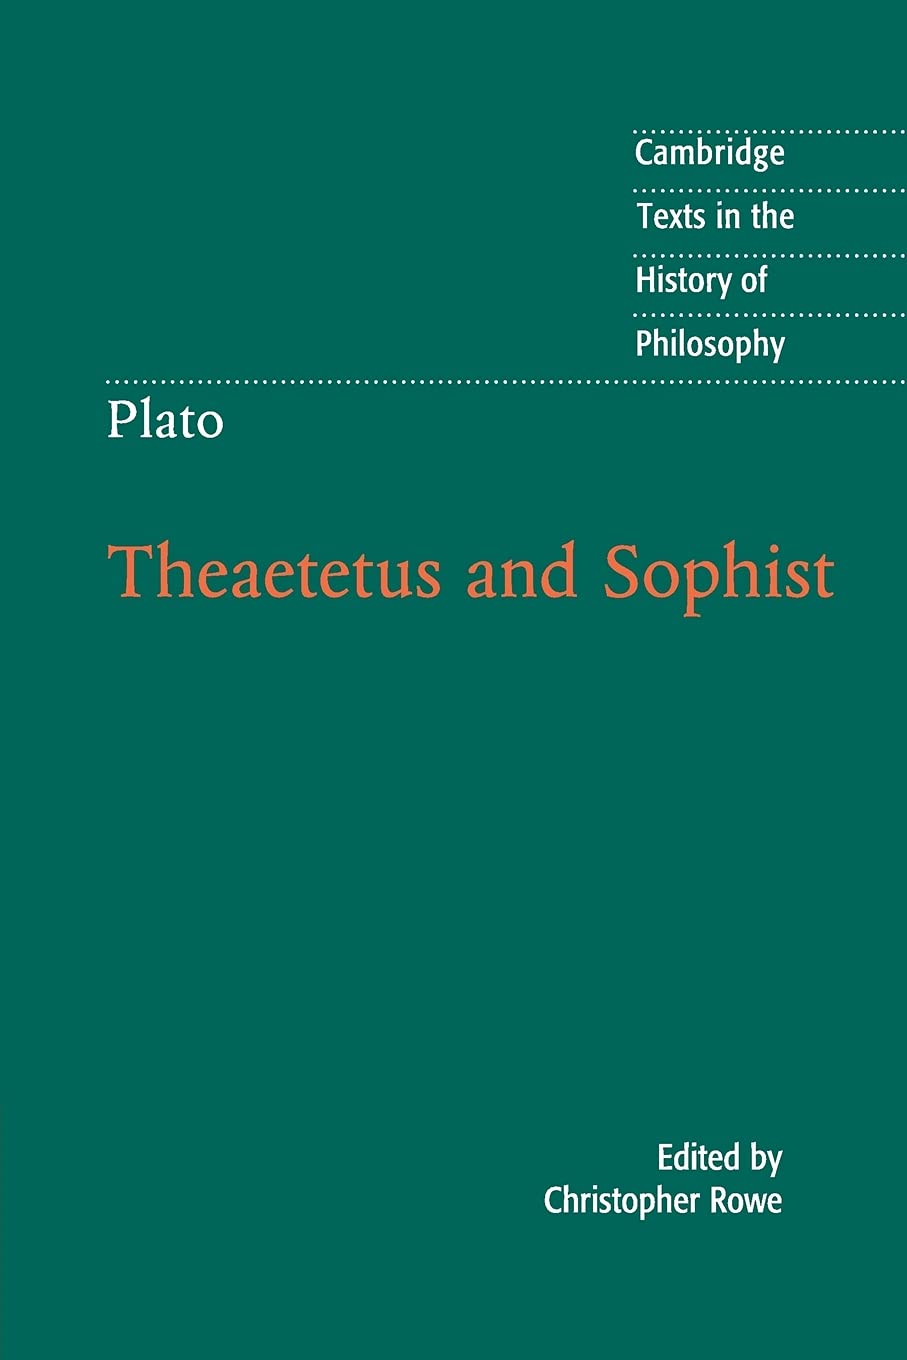 Cambridge
Texts in the
History of
Philosophy
Plato
Theaetetus and Sophist
Edited by
Christopher Rowe